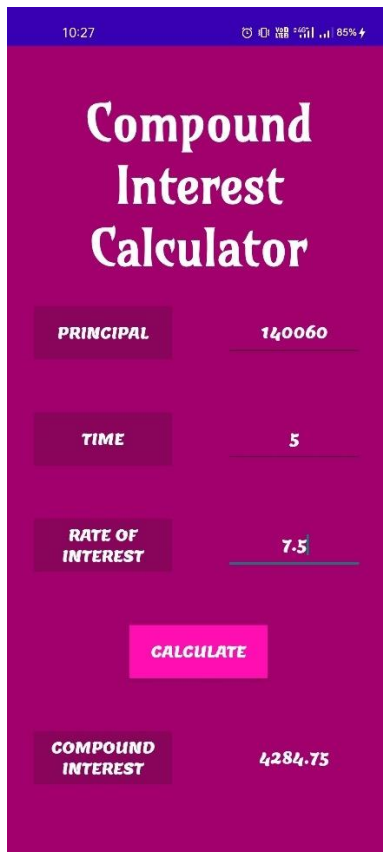 10:27 85%
Compound
Interest
Calculator
PRINCIPAL 140060
TIME 5
RATE OF
INTEREST 7.5
CALCULATE
COMPOUND
INTEREST 4284.75